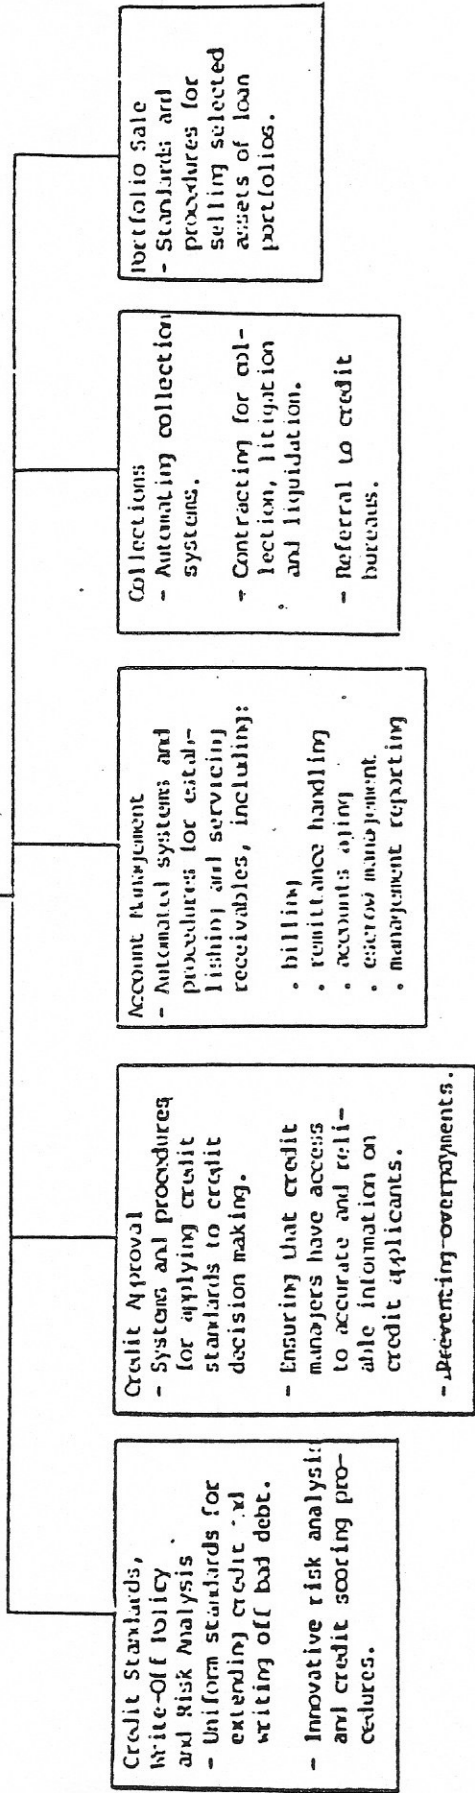 Credit Standards,
Write-Off Policy
and Risk Analysis
- Uniform standards for
extending credit and
writing off bad debt.
- Innovative risk analysis
and credit scoring pro-
cedures.
Credit Approval
- Systems and procedures
for applying credit
standards to credit
decision making.
- Ensuring that credit
managers have access
to accurate and reli-
able information on
credit applicants.
- Preventing overpayments.
Account Management
- Automated systems and
procedures for estab-
lishing and servicing
receivables, including:
. billing
. remittance handling
. accounts aging
. escrow management
. management reporting
Collections
- Automating collection
systems.
- Contracting for col-
lection, litigation
and liquidation.
- Referral to credit
bureaus.
Portfolio Sale
- Standards and
procedures for
selling selected
assets of loan
portfolios.